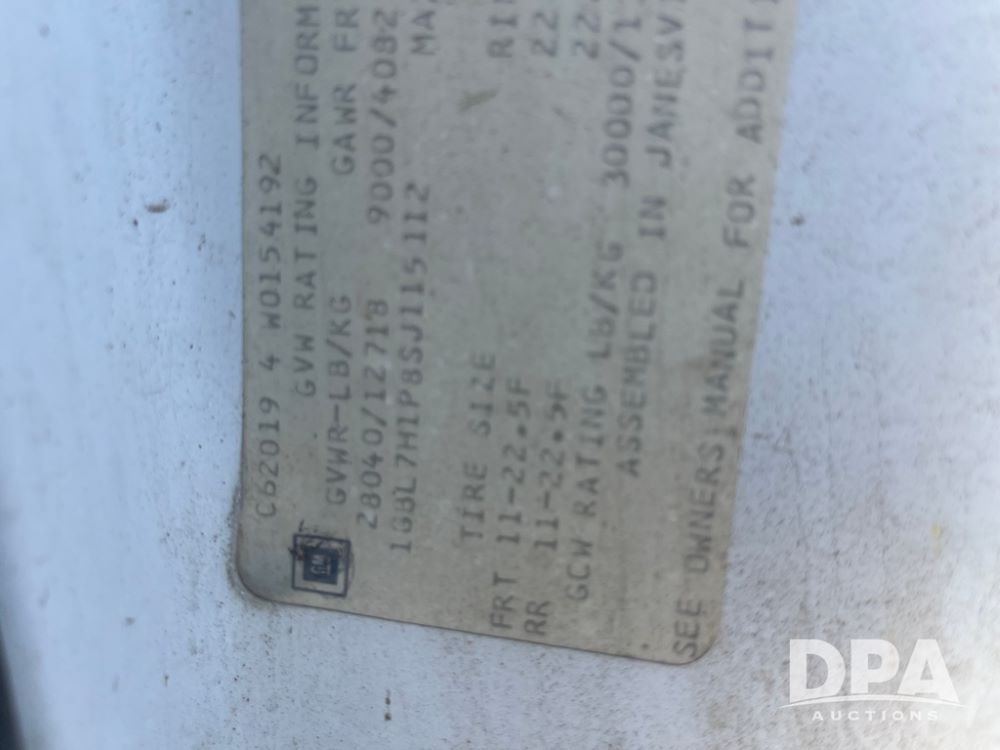 C62019 4 W0154192
GVW RATING INFORM
GVWR-LB/KG GAWR FR
28040/12718 9000/4082
1GBL7H1P8SJ115112 MA
TIRE SIZE RI
FRT 11-22.5F 22
RR 11-22.5F 22
GCW RATING LB/KG 30000/1
ASSEMBLED IN JANESV
SEE OWNERS MANUAL FOR ADDITI
GM
DPA
AUCTIONS